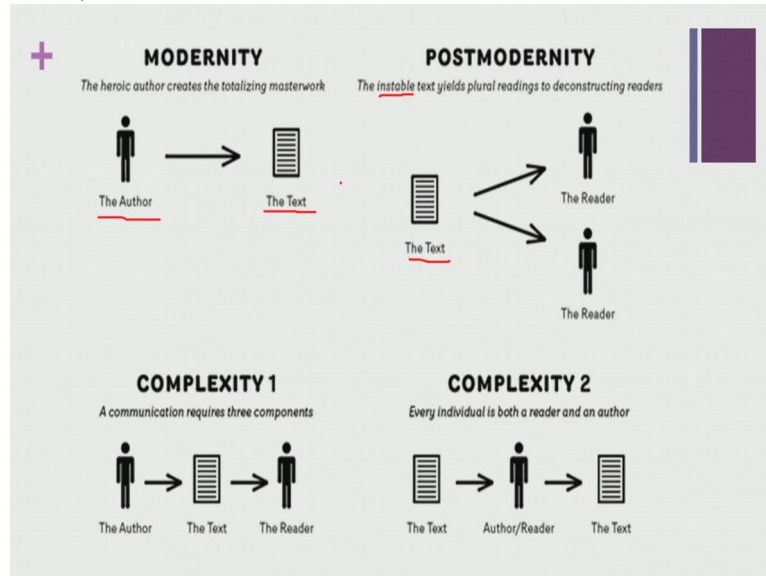 MODERNITY
The heroic author creates the totalizing masterwork
The Author
The Text
POSTMODERNITY
The instable text yields plural readings to deconstructing readers
The Text
The Reader
The Reader
COMPLEXITY 1
A communication requires three components
The Author
The Text
The Reader
COMPLEXITY 2
Every individual is both a reader and an author
The Text
Author/Reader
The Text